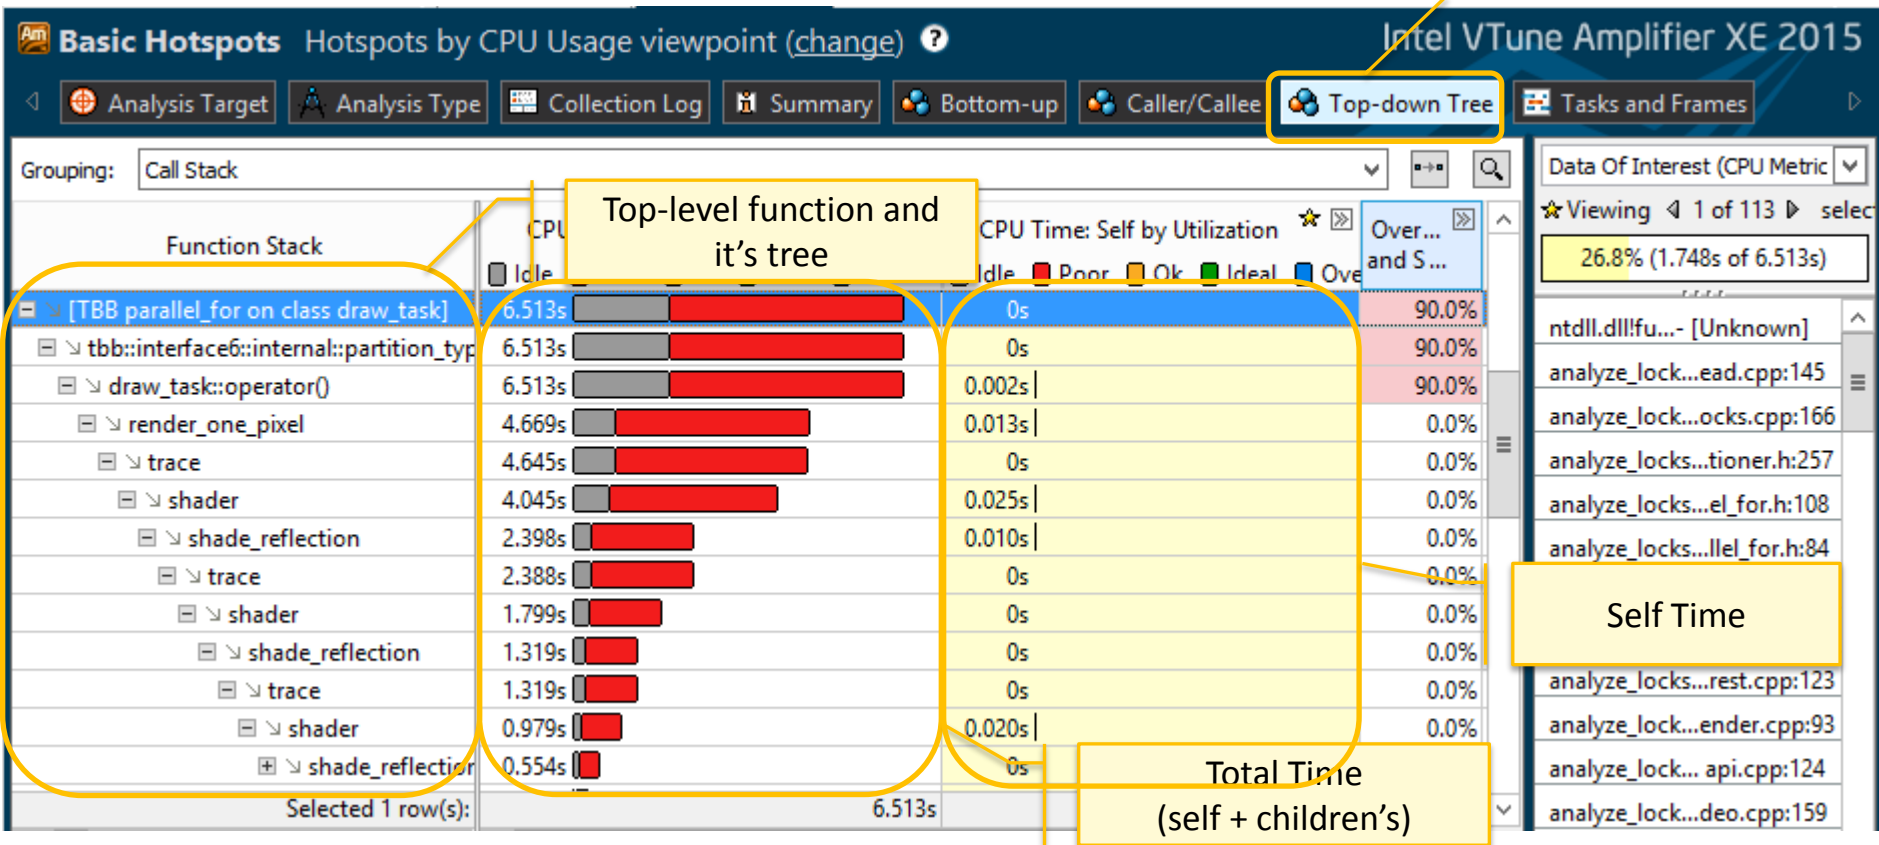 Basic Hotspots Hotspots by CPU Usage viewpoint (change) ?
Intel VTune Amplifier XE 2015
Analysis Target Analysis Type Collection Log Summary Bottom-up Caller/Callee Top-down Tree Tasks and Frames
Grouping: Call Stack
Data Of Interest (CPU Metric
Viewing 1 of 113 selec
26.8% (1.748s of 6.513s)
Top-level function and
it's tree
Function Stack
CPU Time: Self by Utilization
Over...
and S...
Idle
Idle Poor Ok Ideal Ove
[TBB parallel_for on class draw_task] 6.513s 0s 90.0%
tbb::interface6::internal::partition_typ 6.513s 0s 90.0%
draw_task::operator() 6.513s 0.002s 90.0%
render_one_pixel 4.669s 0.013s 0.0%
trace 4.645s 0s 0.0%
shader 4.045s 0.025s 0.0%
shade_reflection 2.398s 0.010s 0.0%
trace 2.388s 0s 0.0%
shader 1.799s 0s 0.0%
shade_reflection 1.319s 0s 0.0%
trace 1.319s 0s 0.0%
shader 0.979s 0.020s 0.0%
shade_reflection 0.554s 0s
Selected 1 row(s): 6.513s
ntdll.dll!fu...- [Unknown]
analyze_lock...ead.cpp:145
analyze_lock...ocks.cpp:166
analyze_locks...tioner.h:257
analyze_locks...el_for.h:108
analyze_locks...llel_for.h:84
Self Time
analyze_locks...rest.cpp:123
analyze_lock...ender.cpp:93
analyze_lock... api.cpp:124
analyze_lock...deo.cpp:159
Total Time
(self + children's)